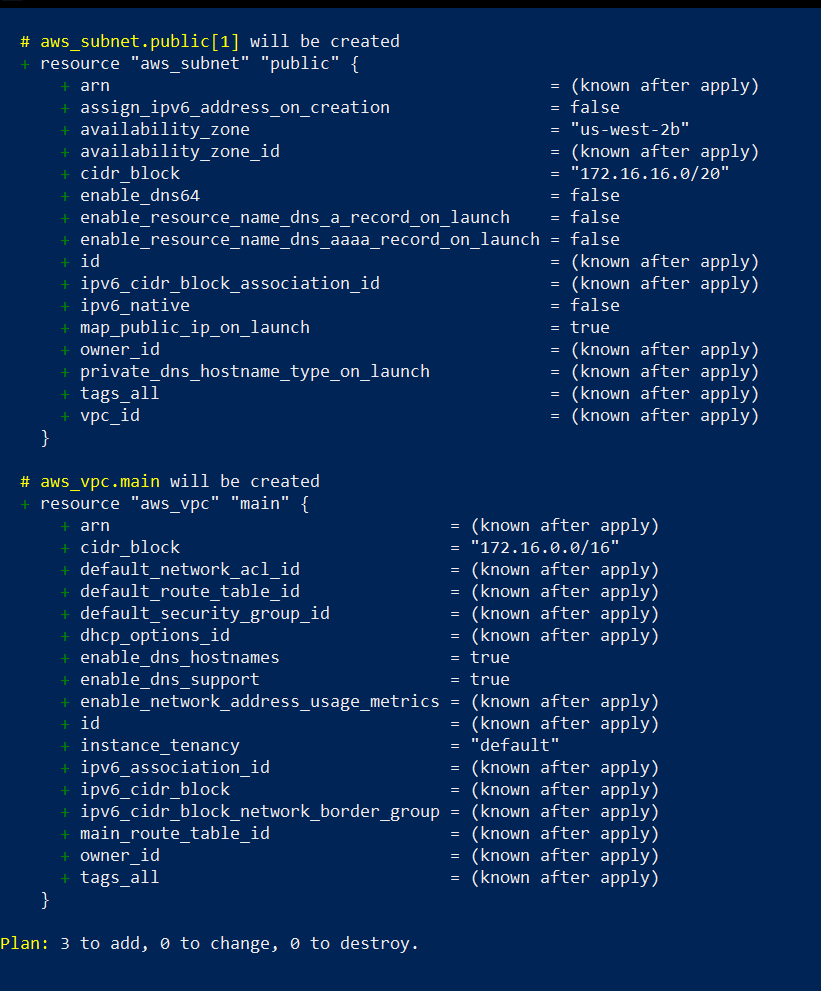 # aws_subnet.public[1] will be created
+ resource "aws_subnet" "public" {
+ arn = (known after apply)
+ assign_ipv6_address_on_creation = false
+ availability_zone = "us-west-2b"
+ availability_zone_id = (known after apply)
+ cidr_block = "172.16.16.0/20"
+ enable_dns64 = false
+ enable_resource_name_dns_a_record_on_launch = false
+ enable_resource_name_dns_aaaa_record_on_launch = false
+ id = (known after apply)
+ ipv6_cidr_block_association_id = (known after apply)
+ ipv6_native = false
+ map_public_ip_on_launch = true
+ owner_id = (known after apply)
+ private_dns_hostname_type_on_launch = (known after apply)
+ tags_all = (known after apply)
+ vpc_id = (known after apply)
}
# aws_vpc.main will be created
+ resource "aws_vpc" "main" {
+ arn = (known after apply)
+ cidr_block = "172.16.0.0/16"
+ default_network_acl_id = (known after apply)
+ default_route_table_id = (known after apply)
+ default_security_group_id = (known after apply)
+ dhcp_options_id = (known after apply)
+ enable_dns_hostnames = true
+ enable_dns_support = true
+ enable_network_address_usage_metrics = (known after apply)
+ id = (known after apply)
+ instance_tenancy = "default"
+ ipv6_association_id = (known after apply)
+ ipv6_cidr_block = (known after apply)
+ ipv6_cidr_block_network_border_group = (known after apply)
+ main_route_table_id = (known after apply)
+ owner_id = (known after apply)
+ tags_all = (known after apply)
}
Plan: 3 to add, 0 to change, 0 to destroy.